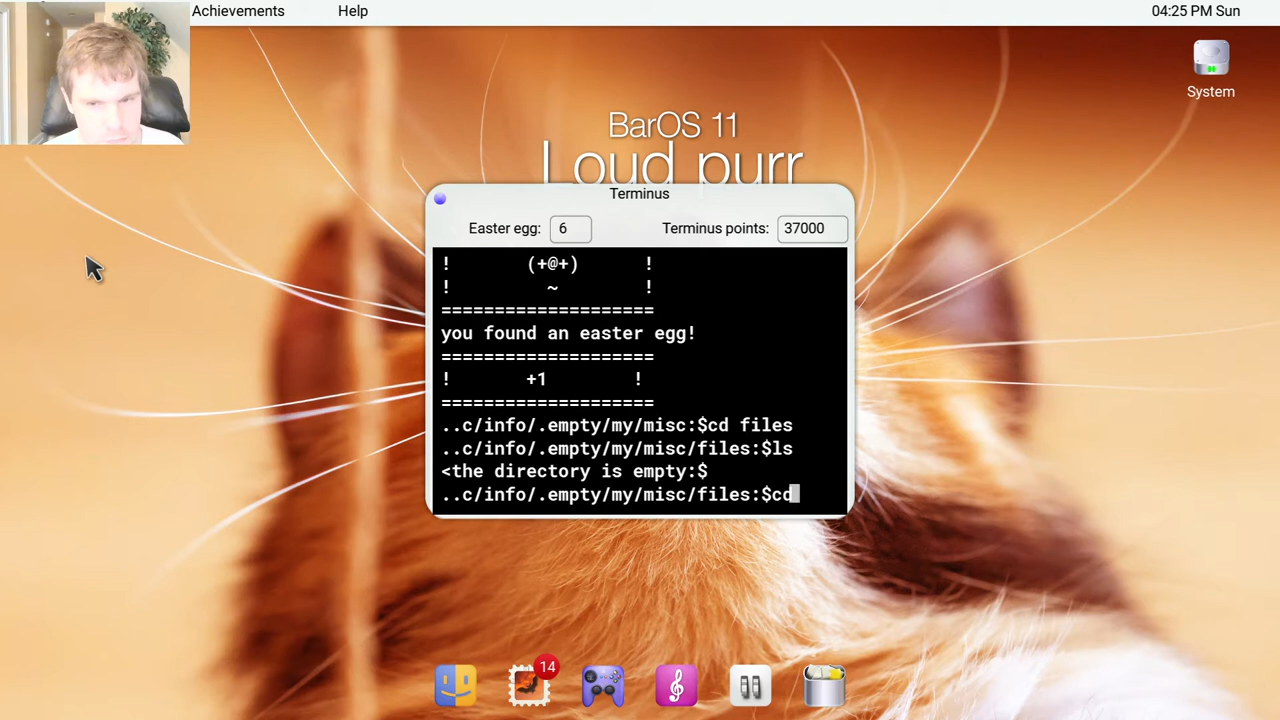 Achievements
Help
04:25 PM Sun
System
BarOS 11
Loud purr
Terminus
Easter egg: 6
Terminus points: 37000
! (+@+) !
! ~ !
====================
you found an easter egg!
====================
! +1 !
====================
..c/info/.empty/my/misc:$cd files
..c/info/.empty/my/misc/files:$ls
<the directory is empty:$
..c/info/.empty/my/misc/files:$cd
14